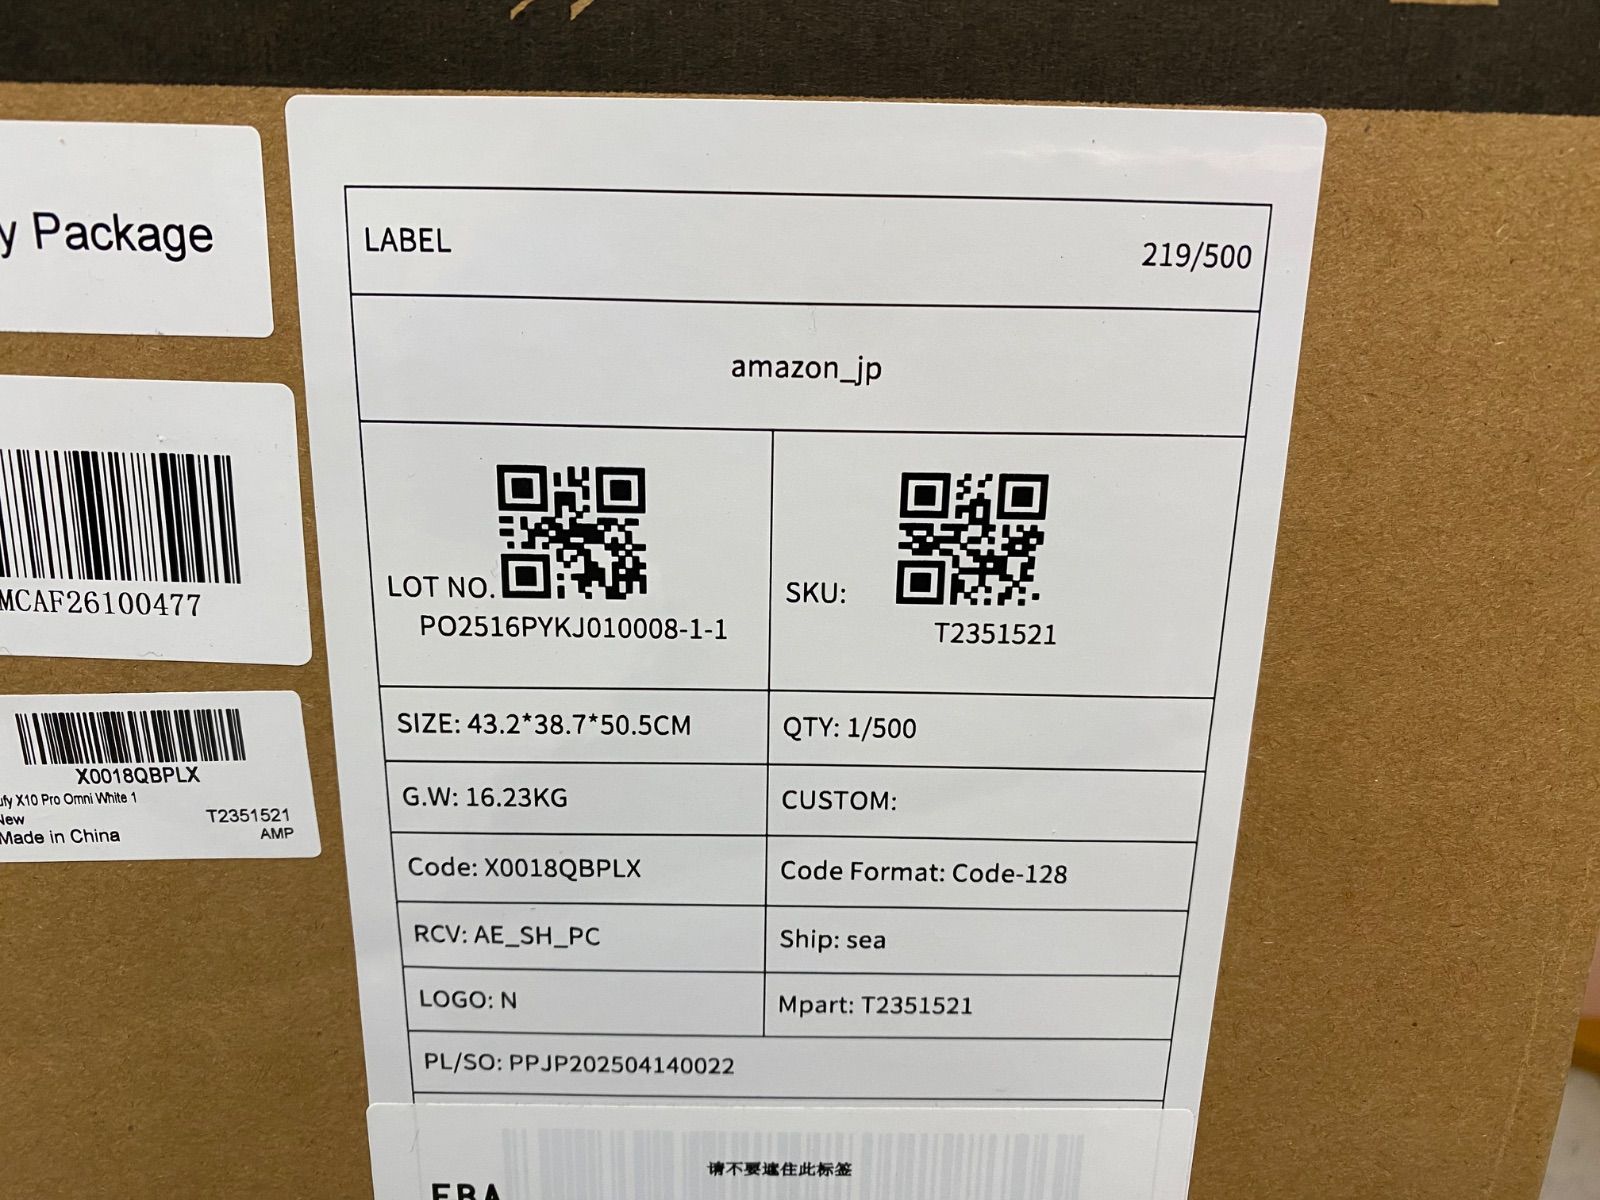 y Package
MCAF26100477
X0018QBPLX
ufy X10 Pro Omni White 1
New
T2351521
Made in China
AMP
LABEL
219/500
amazon_jp
LOT NO.
PO2516PYKJ010008-1-1
SKU:
T2351521
SIZE: 43.2*38.7*50.5CM
QTY: 1/500
G.W: 16.23KG
CUSTOM:
Code: X0018QBPLX
Code Format: Code-128
RCV: AE_SH_PC
Ship: sea
LOGO: N
Mpart: T2351521
PL/SO: PPJP202504140022
请不要遮住此标签
FBA